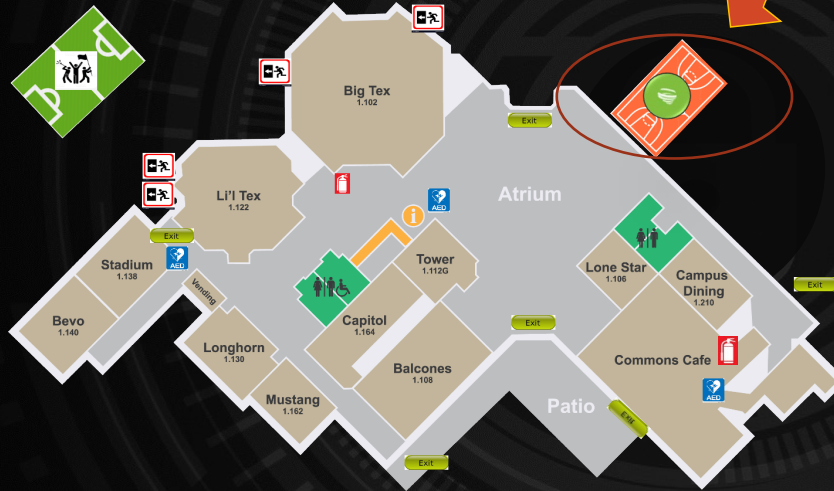 Big Tex
1.102
Exit
Li'l Tex
1.122
AED
Atrium
Exit
AED
Stadium
1.138
Tower
1.112G
Lone Star
1.106
Campus
Dining
1.210
Exit
Vending
Bevo
1.140
Capitol
1.164
Exit
Longhorn
1.130
Balcones
1.108
Commons Cafe
AED
Mustang
1.162
Patio
Exit
Exit